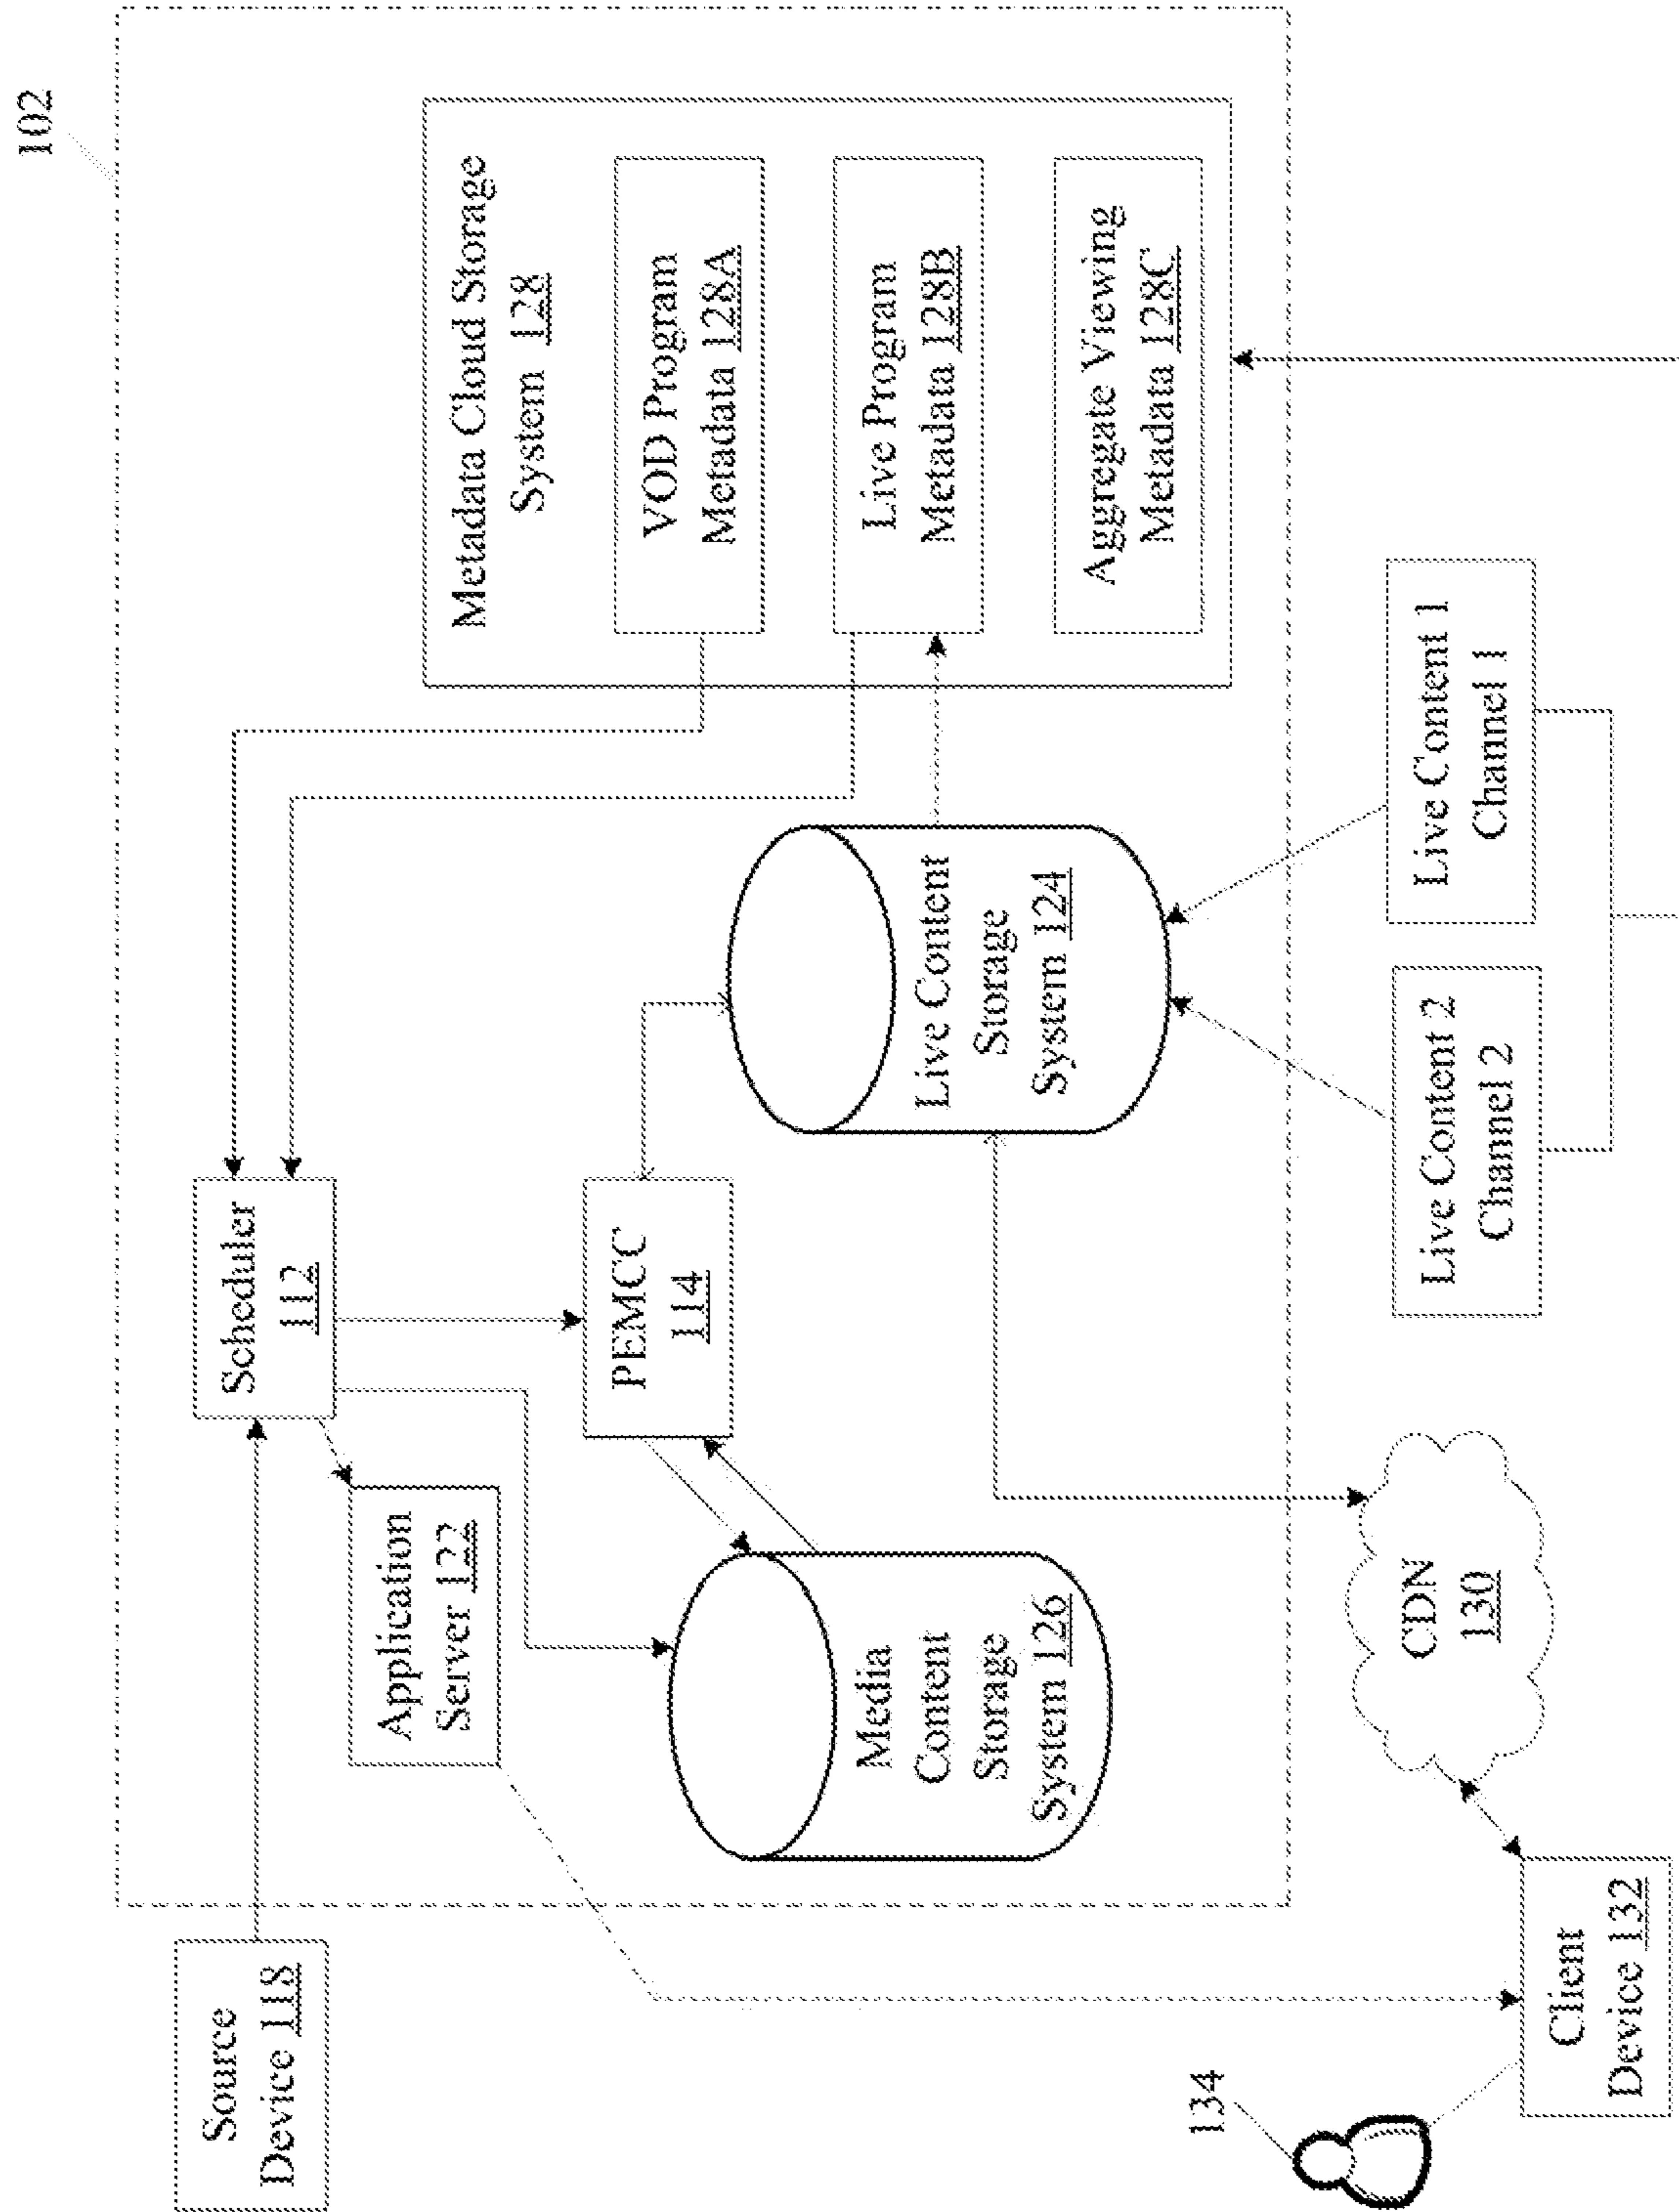 102
Source
Device 118
Scheduler
112
Application
Server 122
PEMCC
114
Media
Content
Storage
System 126
Live Content
Storage
System 124
Metadata Cloud Storage
System 128
VOD Program
Metadata 128A
Live Program
Metadata 128B
Aggregate Viewing
Metadata 128C
134
Client
Device 132
CDN
130
Live Content 2
Channel 2
Live Content 1
Channel 1